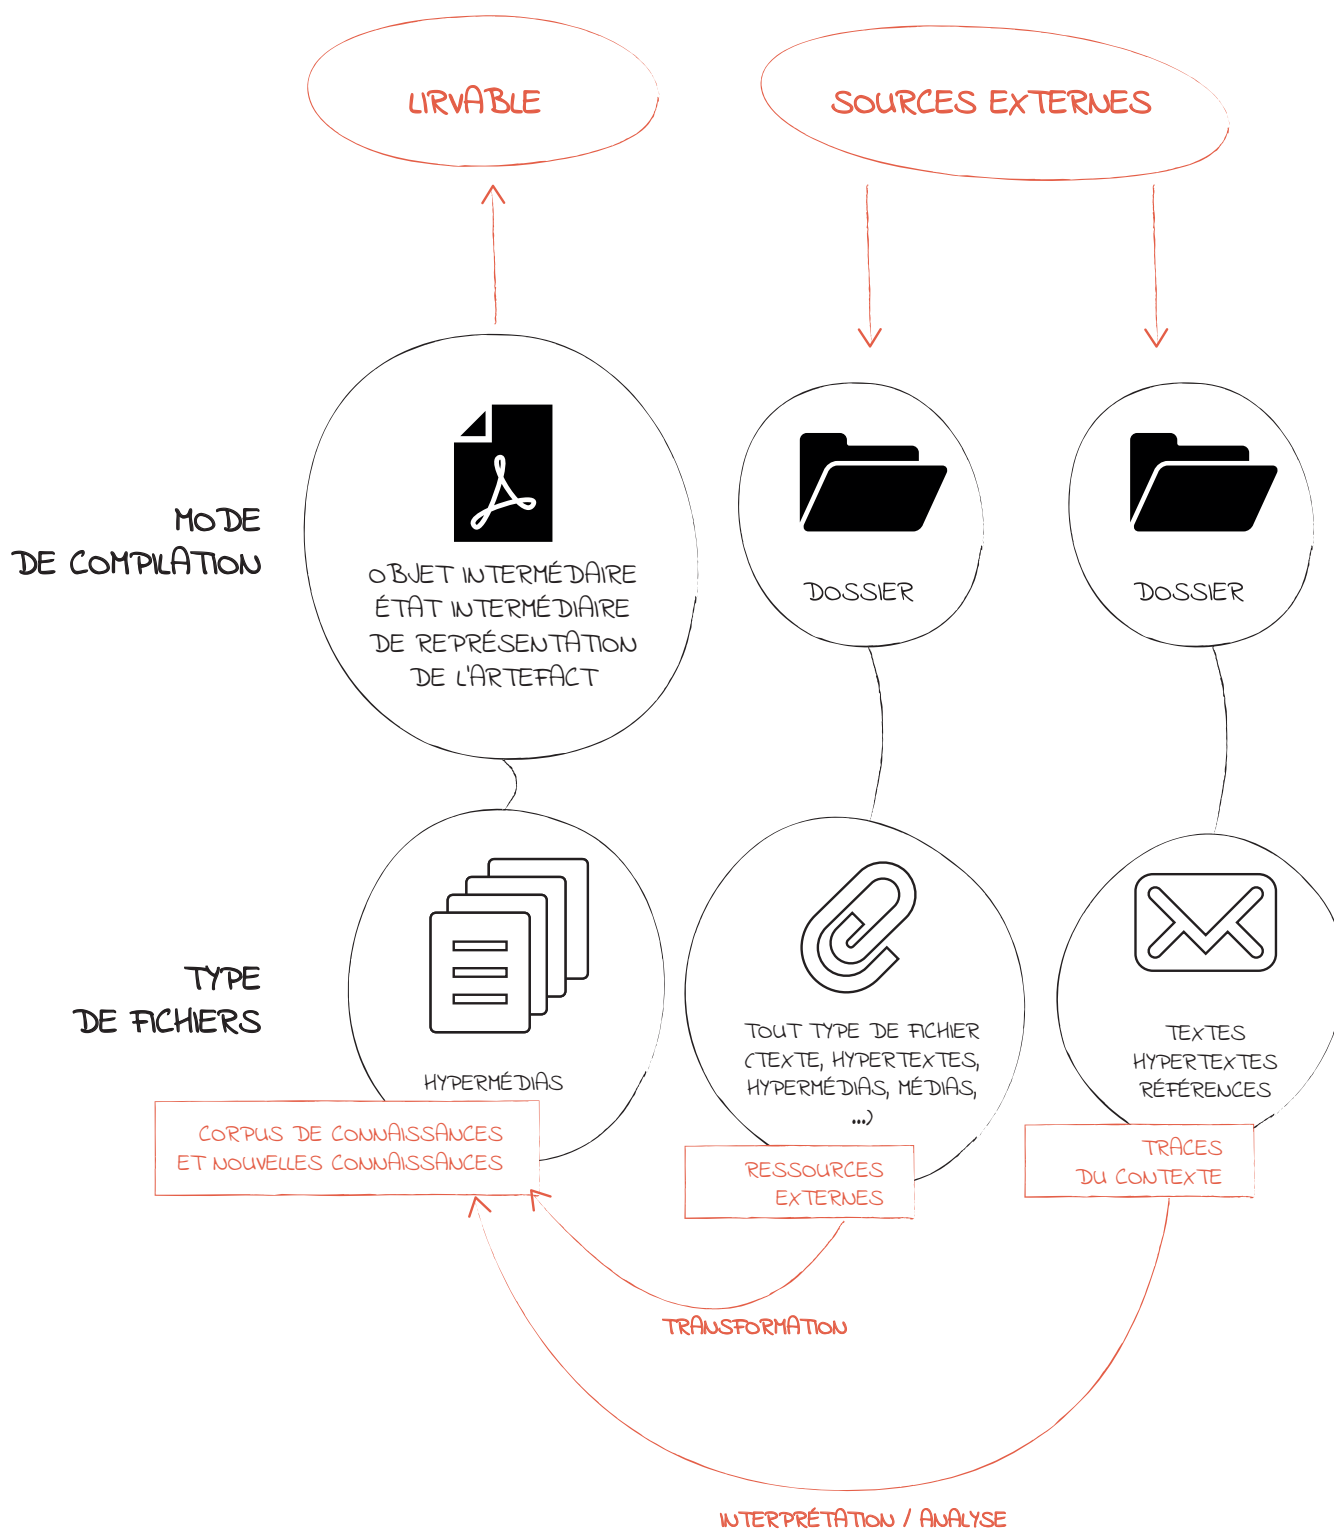 LIRVABLE
SOURCES EXTERNES
MODE
DE COMPILATION
OBJET INTERMÉDAIRE
ÉTAT INTERMÉDIAIRE
DE REPRÉSENTATION
DE L'ARTEFACT
DOSSIER
DOSSIER
TYPE
DE FICHIERS
HYPERMÉDIAS
TOUT TYPE DE FICHIER
(TEXTE, HYPERTEXTES,
HYPERMÉDIAS, MÉDIAS,
...)
TEXTES
HYPERTEXTES
RÉFÉRENCES
CORPUS DE CONNAISSANCES
ET NOUVELLES CONNAISSANCES
RESSOURCES
EXTERNES
TRACES
DU CONTEXTE
TRANSFORMATION
INTERPRÉTATION / ANALYSE